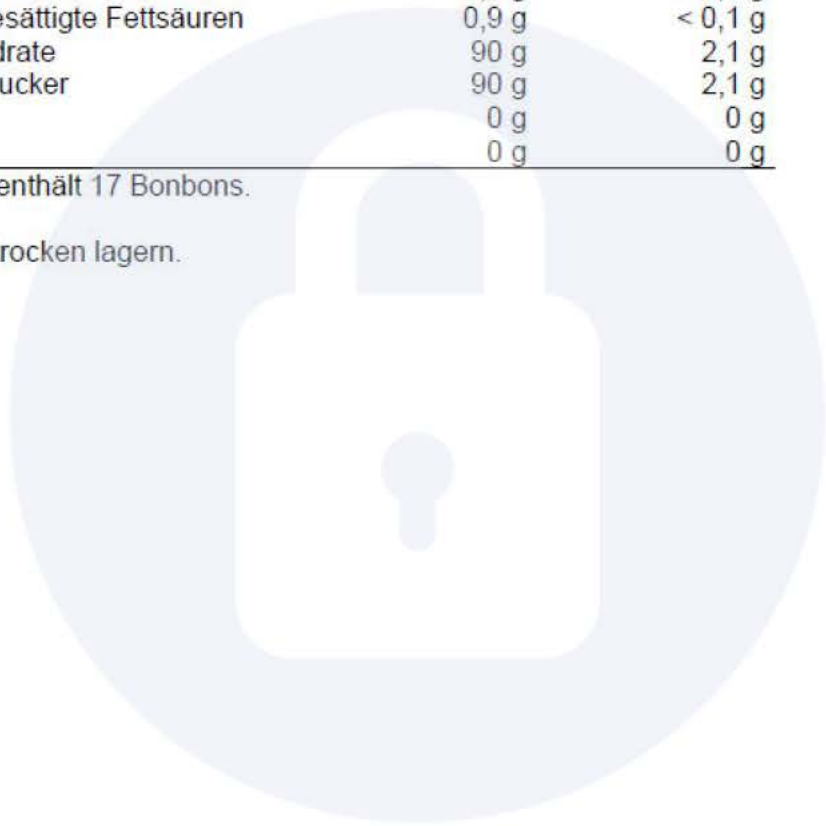 esättigte Fettsäuren 0,9 g < 0,1 g
drate 90 g 2,1 g
ucker 90 g 2,1 g
0 g 0 g
0 g 0 g
enthält 17 Bonbons.
rocken lagern.